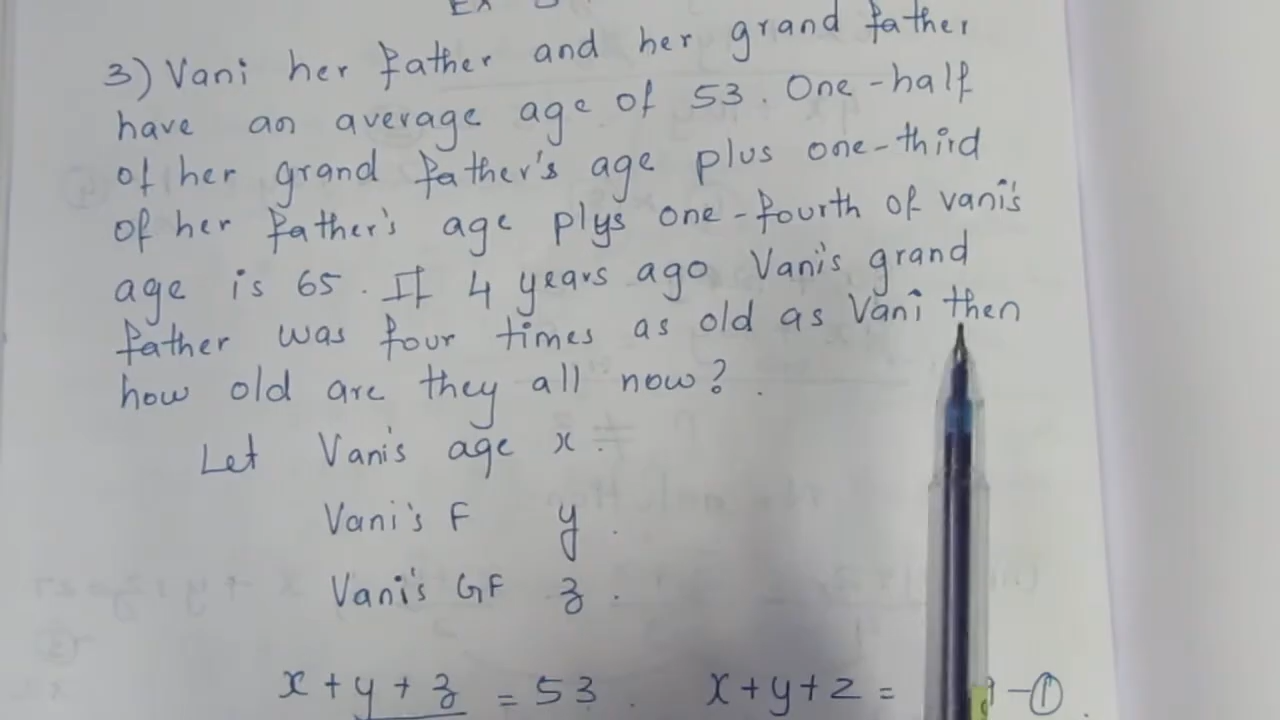 3) Vani her father and her grand father
have an average age of 53. One-half
of her grand father's age plus one-third
of her father's age plys one-fourth of vani's
age is 65. If 4 years ago Vani's grand
father was four times as old as Vani then
how old are they all now?
Let Vani's age x.
Vani's F y.
Vani's GF z.
x+y+z = 53. x+y+z = - ①